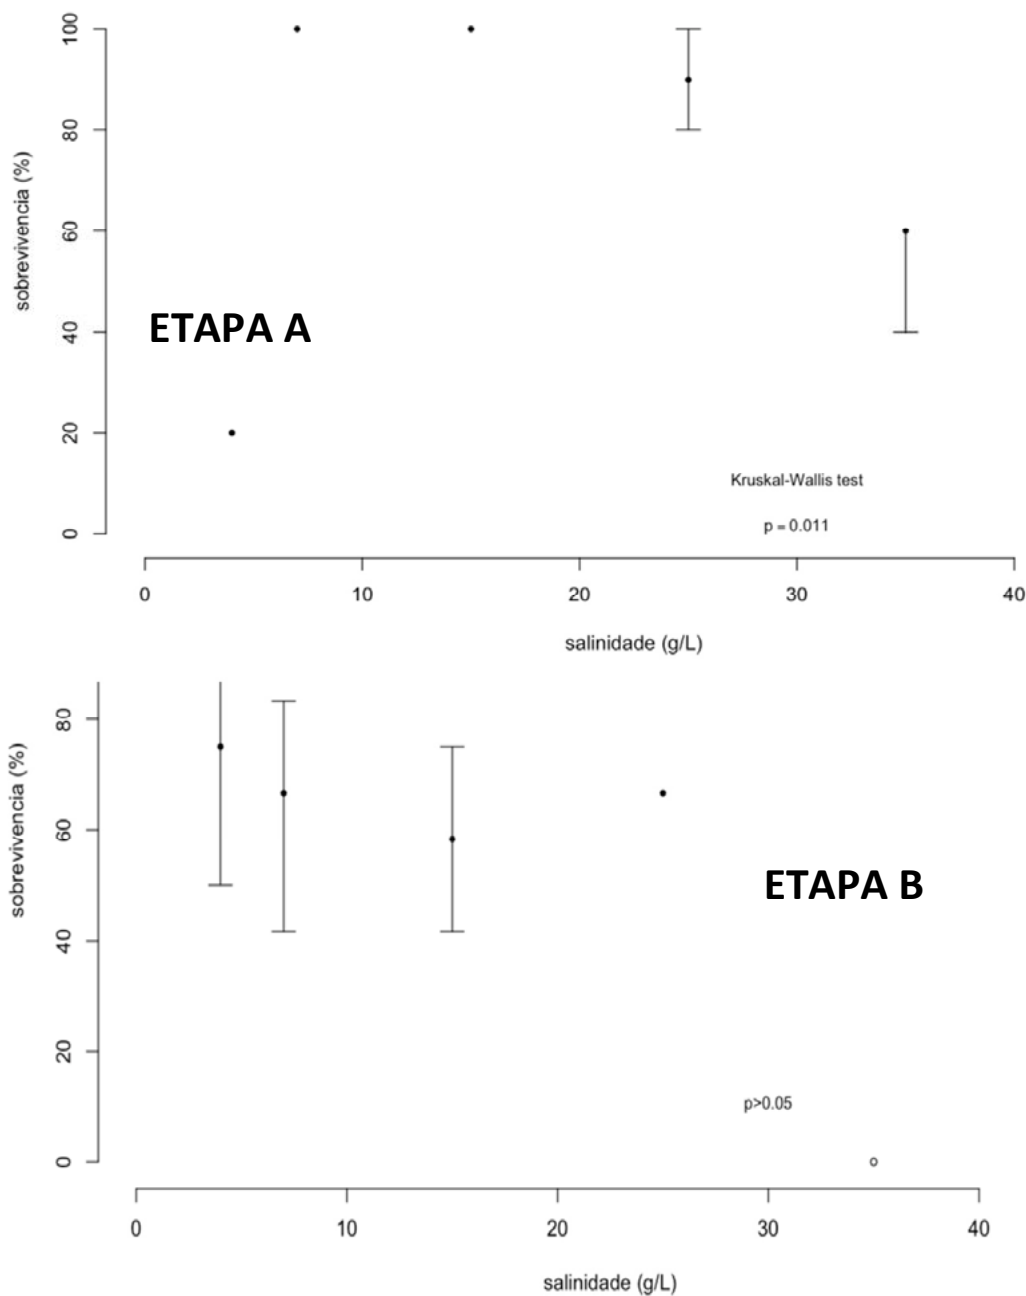 100
80
60
40
20
0
sobrevivencia (%)
ETAPA A
Kruskal-Wallis test
p = 0.011
0 10 20 30 40
salinidade (g/L)
80
60
40
20
0
sobrevivencia (%)
ETAPA B
p>0.05
0 10 20 30 40
salinidade (g/L)